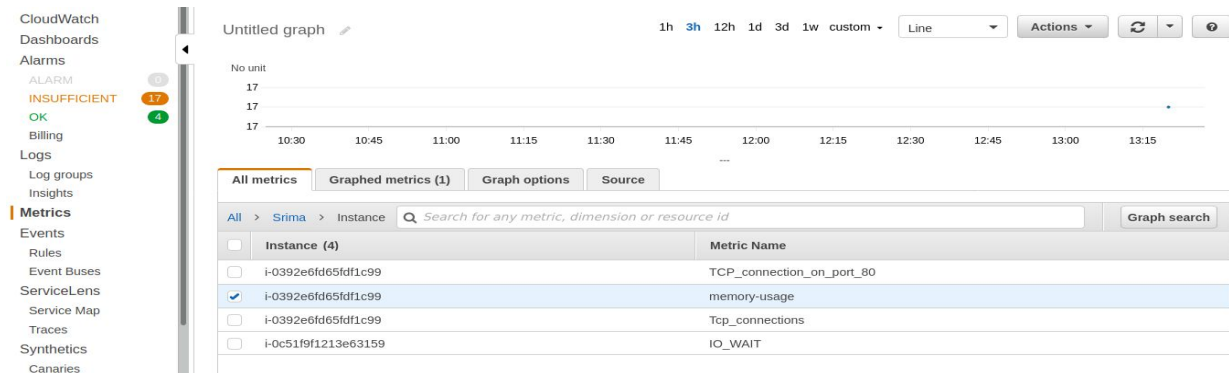 CloudWatch
Dashboards
Alarms
ALARM 0
INSUFFICIENT 17
OK 4
Billing
Logs
Log groups
Insights
Metrics
Events
Rules
Event Buses
ServiceLens
Service Map
Traces
Synthetics
Canaries
Untitled graph
1h 3h 12h 1d 3d 1w custom Line Actions
No unit
17
17
17
10:30 10:45 11:00 11:15 11:30 11:45 12:00 12:15 12:30 12:45 13:00 13:15
All metrics Graphed metrics (1) Graph options Source
All > Srima > Instance Search for any metric, dimension or resource id Graph search
Instance (4) Metric Name
i-0392e6fd65fdf1c99 TCP_connection_on_port_80
i-0392e6fd65fdf1c99 memory-usage
i-0392e6fd65fdf1c99 Tcp_connections
i-0c51f9f1213e63159 IO_WAIT